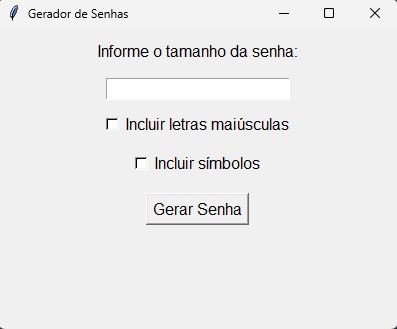 Gerador de Senhas
Informe o tamanho da senha:
Incluir letras maiúsculas
Incluir símbolos
Gerar Senha